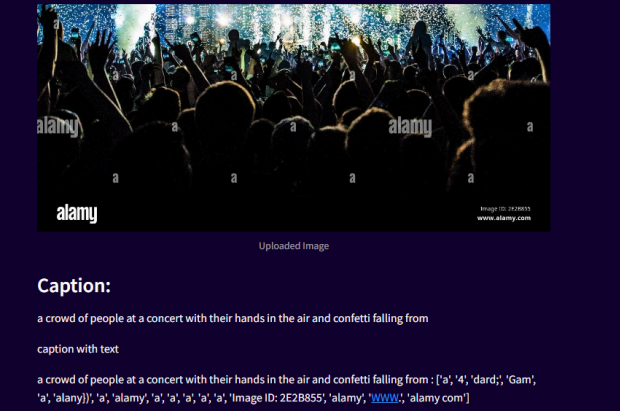 a
a a a
alamy a a alamy a
a a a a
alamy
Image ID: 2E2B855
www.alamy.com
Uploaded Image
Caption:
a crowd of people at a concert with their hands in the air and confetti falling from
caption with text
a crowd of people at a concert with their hands in the air and confetti falling from : ['a', '4', 'dard;', 'Gam',
'a', 'alany})', 'a', 'alamy', 'a', 'a', 'a', 'a', 'a', 'Image ID: 2E2B855', 'alamy', 'WWW.', 'alamy com']